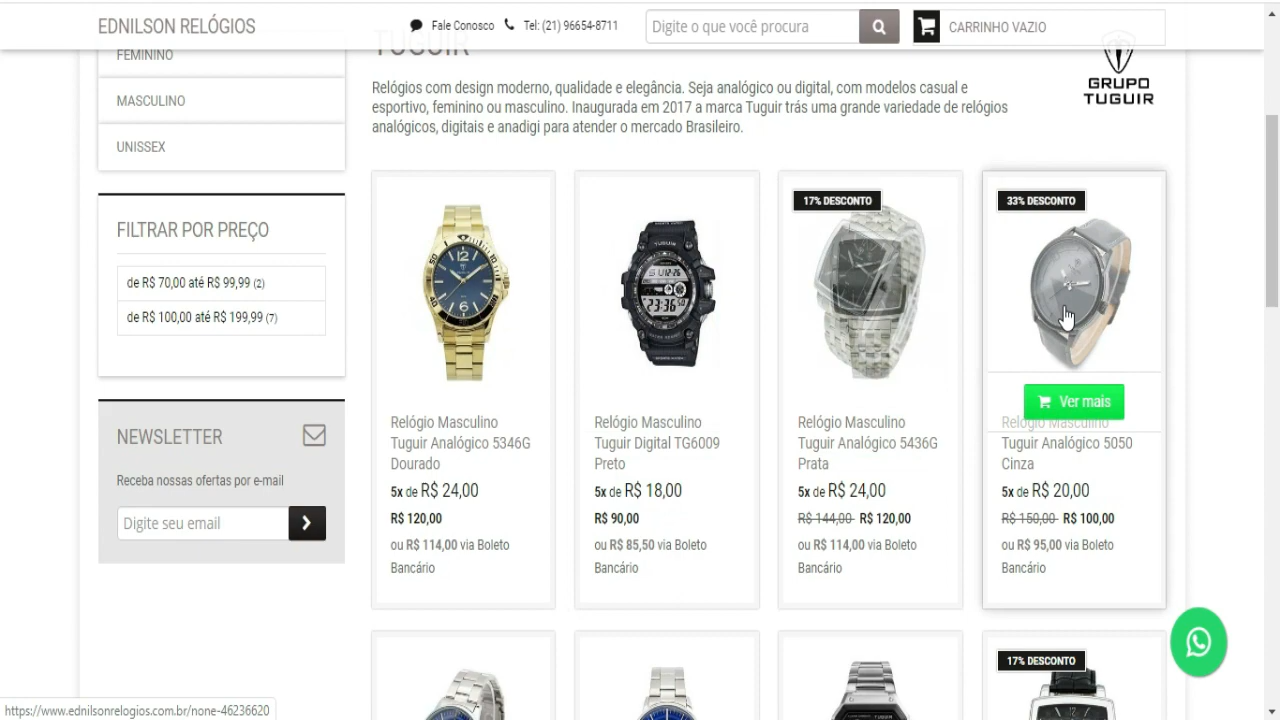 EDNILSON RELÓGIOS
Fale Conosco
Tel: (21) 96654-8711
Digite o que você procura
CARRINHO VAZIO
FEMININO
MASCULINO
UNISSEX
FILTRAR POR PREÇO
de R$ 70,00 até R$ 99,99 (2)
de R$ 100,00 até R$ 199,99 (7)
NEWSLETTER
Receba nossas ofertas por e-mail
Digite seu email
TUGUIR
Relógios com design moderno, qualidade e elegância. Seja analógico ou digital, com modelos casual e
esportivo, feminino ou masculino. Inaugurada em 2017 a marca Tuguir trás uma grande variedade de relógios
analógicos, digitais e anadigi para atender o mercado Brasileiro.
GRUPO
TUGUIR
Relógio Masculino
Tuguir Analógico 5346G
Dourado
5x de R$ 24,00
R$ 120,00
ou R$ 114,00 via Boleto
Bancário
TUGUIR
Relógio Masculino
Tuguir Digital TG6009
Preto
5x de R$ 18,00
R$ 90,00
ou R$ 85,50 via Boleto
Bancário
17% DESCONTO
Relógio Masculino
Tuguir Analógico 5436G
Prata
5x de R$ 24,00
R$ 144,00 R$ 120,00
ou R$ 114,00 via Boleto
Bancário
33% DESCONTO
Ver mais
Relógio Masculino
Tuguir Analógico 5050
Cinza
5x de R$ 20,00
R$ 150,00 R$ 100,00
ou R$ 95,00 via Boleto
Bancário
17% DESCONTO
https://www.ednilsonrelogios.com.br/none-46236620